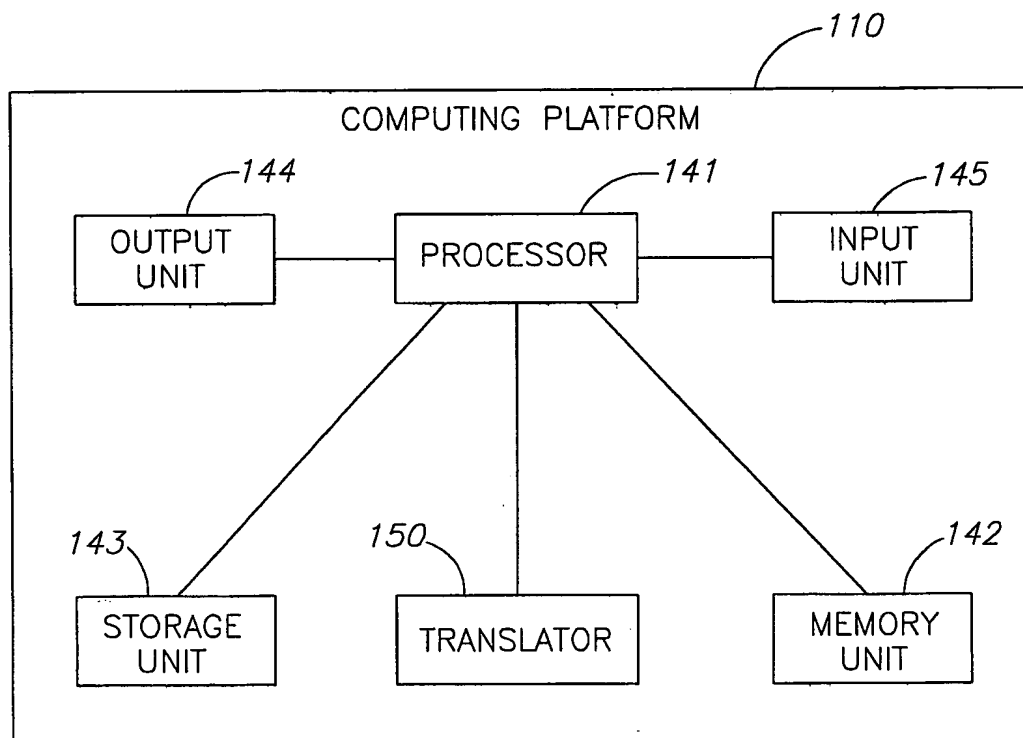 110
COMPUTING PLATFORM
144
141
145
OUTPUT
UNIT
PROCESSOR
INPUT
UNIT
143
150
142
STORAGE
UNIT
TRANSLATOR
MEMORY
UNIT